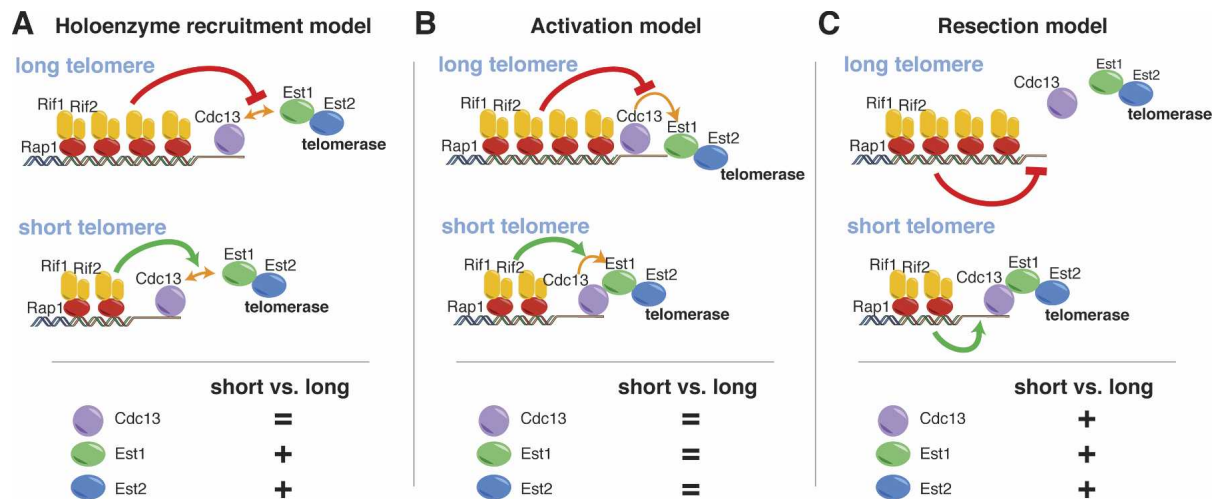 A Holoenzyme recruitment model
long telomere
Rif1 Rif2
Cdc13
Est1
Est2
Rap1
telomerase
short telomere
Rif1 Rif2
Cdc13
Est1
Est2
Rap1
telomerase
short vs. long
Cdc13 =
Est1 +
Est2 +
B Activation model
long telomere
Rif1 Rif2
Cdc13
Est1
Est2
Rap1
telomerase
short telomere
Rif1 Rif2
Cdc13
Est1
Est2
Rap1
telomerase
short vs. long
Cdc13 =
Est1 =
Est2 =
C Resection model
long telomere
Cdc13
Est1
Est2
telomerase
Rif1 Rif2
Rap1
short telomere
Rif1 Rif2
Cdc13
Est1
Est2
Rap1
telomerase
short vs. long
Cdc13 +
Est1 +
Est2 +